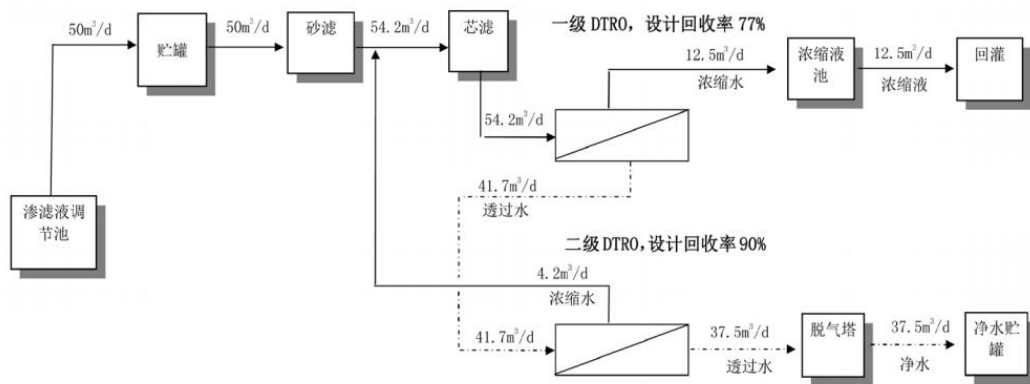 50m³/d
贮罐
50m³/d
砂滤
54.2m³/d
芯滤
54.2m³/d
一级 DTRO，设计回收率 77%
12.5m³/d
浓缩水
浓缩液
池
12.5m³/d
浓缩液
回灌
渗滤液调
节池
41.7m³/d
透过水
二级 DTRO，设计回收率 90%
4.2m³/d
浓缩水
41.7m³/d
37.5m³/d
透过水
脱气塔
37.5m³/d
净水
净水贮
罐